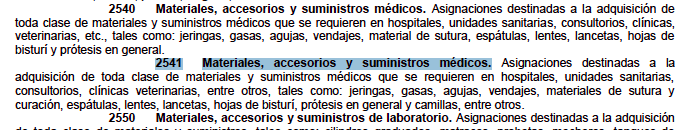 2540 Materiales, accesorios y suministros médicos. Asignaciones destinadas a la adquisición de
toda clase de materiales y suministros médicos que se requieren en hospitales, unidades sanitarias, consultorios, clínicas,
veterinarias, etc., tales como: jeringas, gasas, agujas, vendajes, material de sutura, espátulas, lentes, lancetas, hojas de
bisturí y prótesis en general.
2541 Materiales, accesorios y suministros médicos. Asignaciones destinadas a la
adquisición de toda clase de materiales y suministros médicos que se requieren en hospitales, unidades sanitarias,
consultorios, clínicas veterinarias, entre otros, tales como: jeringas, gasas, agujas, vendajes, materiales de sutura y
curación, espátulas, lentes, lancetas, hojas de bisturí, prótesis en general y camillas, entre otros.
2550 Materiales, accesorios y suministros de laboratorio. Asignaciones destinadas a la adquisición